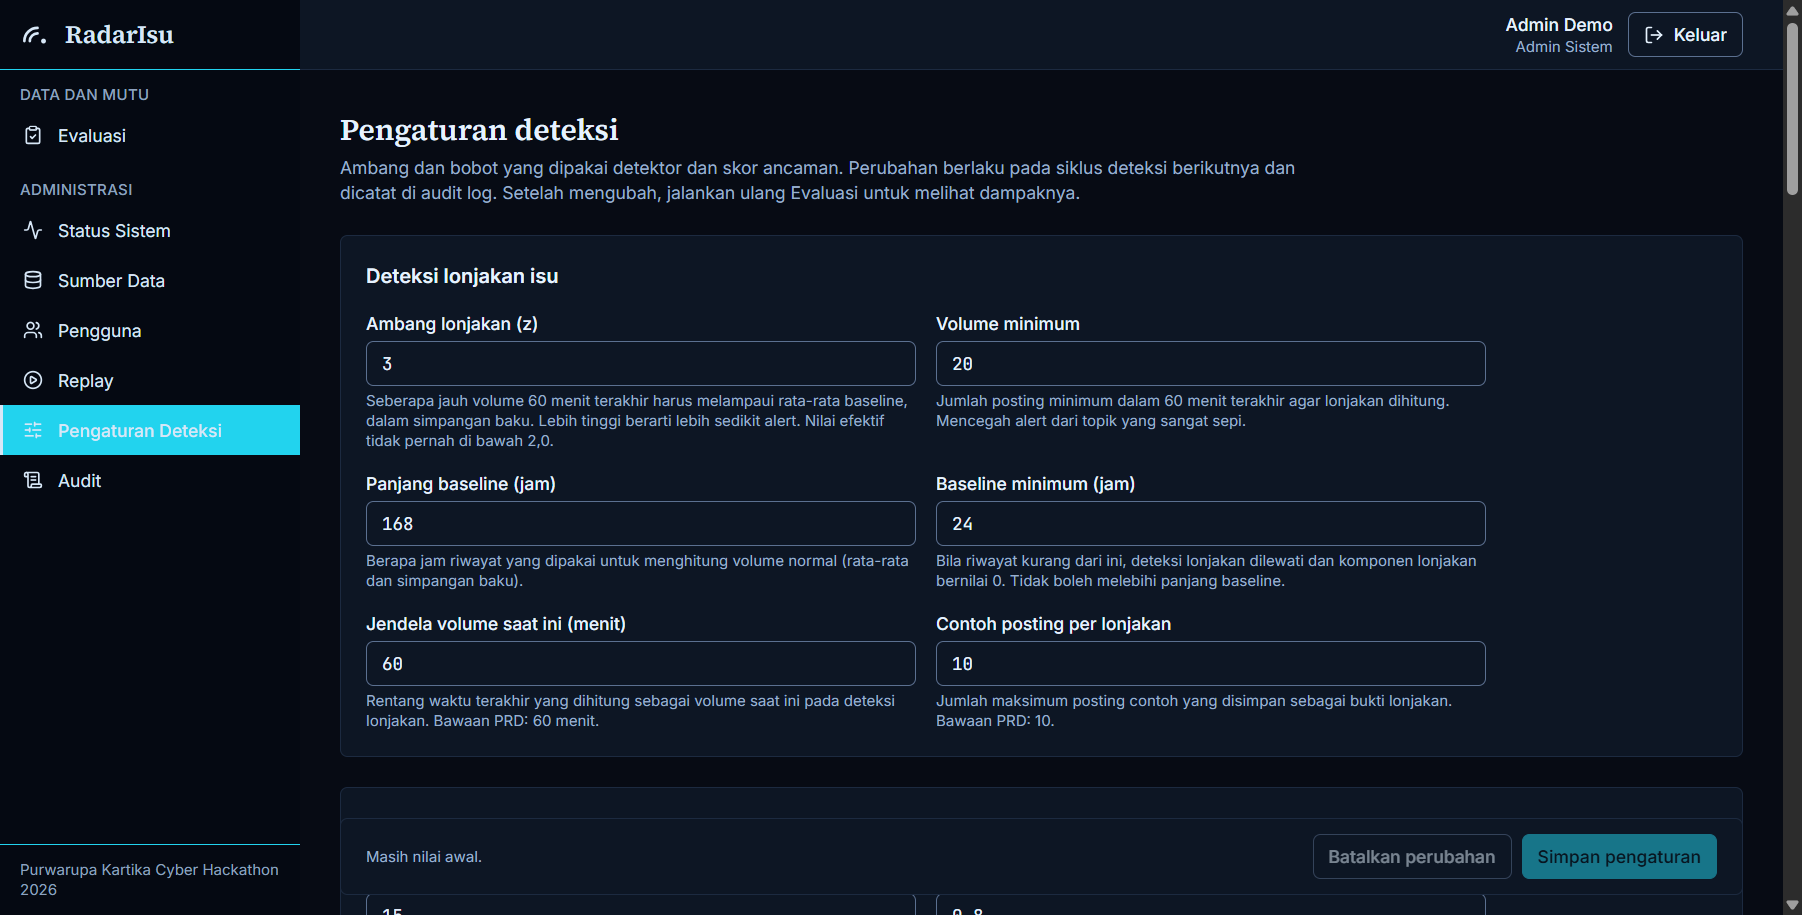 RadarIsu
Admin Demo
Admin Sistem
Keluar
DATA DAN MUTU
Evaluasi
ADMINISTRASI
Status Sistem
Sumber Data
Pengguna
Replay
Pengaturan Deteksi
Audit
Purwarupa Kartika Cyber Hackathon
2026
Pengaturan deteksi
Ambang dan bobot yang dipakai detektor dan skor ancaman. Perubahan berlaku pada siklus deteksi berikutnya dan
dicatat di audit log. Setelah mengubah, jalankan ulang Evaluasi untuk melihat dampaknya.
Deteksi lonjakan isu
Ambang lonjakan (z)
3
Seberapa jauh volume 60 menit terakhir harus melampaui rata-rata baseline,
dalam simpangan baku. Lebih tinggi berarti lebih sedikit alert. Nilai efektif
tidak pernah di bawah 2,0.
Volume minimum
20
Jumlah posting minimum dalam 60 menit terakhir agar lonjakan dihitung.
Mencegah alert dari topik yang sangat sepi.
Panjang baseline (jam)
168
Berapa jam riwayat yang dipakai untuk menghitung volume normal (rata-rata
dan simpangan baku).
Baseline minimum (jam)
24
Bila riwayat kurang dari ini, deteksi lonjakan dilewati dan komponen lonjakan
bernilai 0. Tidak boleh melebihi panjang baseline.
Jendela volume saat ini (menit)
60
Rentang waktu terakhir yang dihitung sebagai volume saat ini pada deteksi
lonjakan. Bawaan PRD: 60 menit.
Contoh posting per lonjakan
10
Jumlah maksimum posting contoh yang disimpan sebagai bukti lonjakan.
Bawaan PRD: 10.
Masih nilai awal.
Batalkan perubahan
Simpan pengaturan